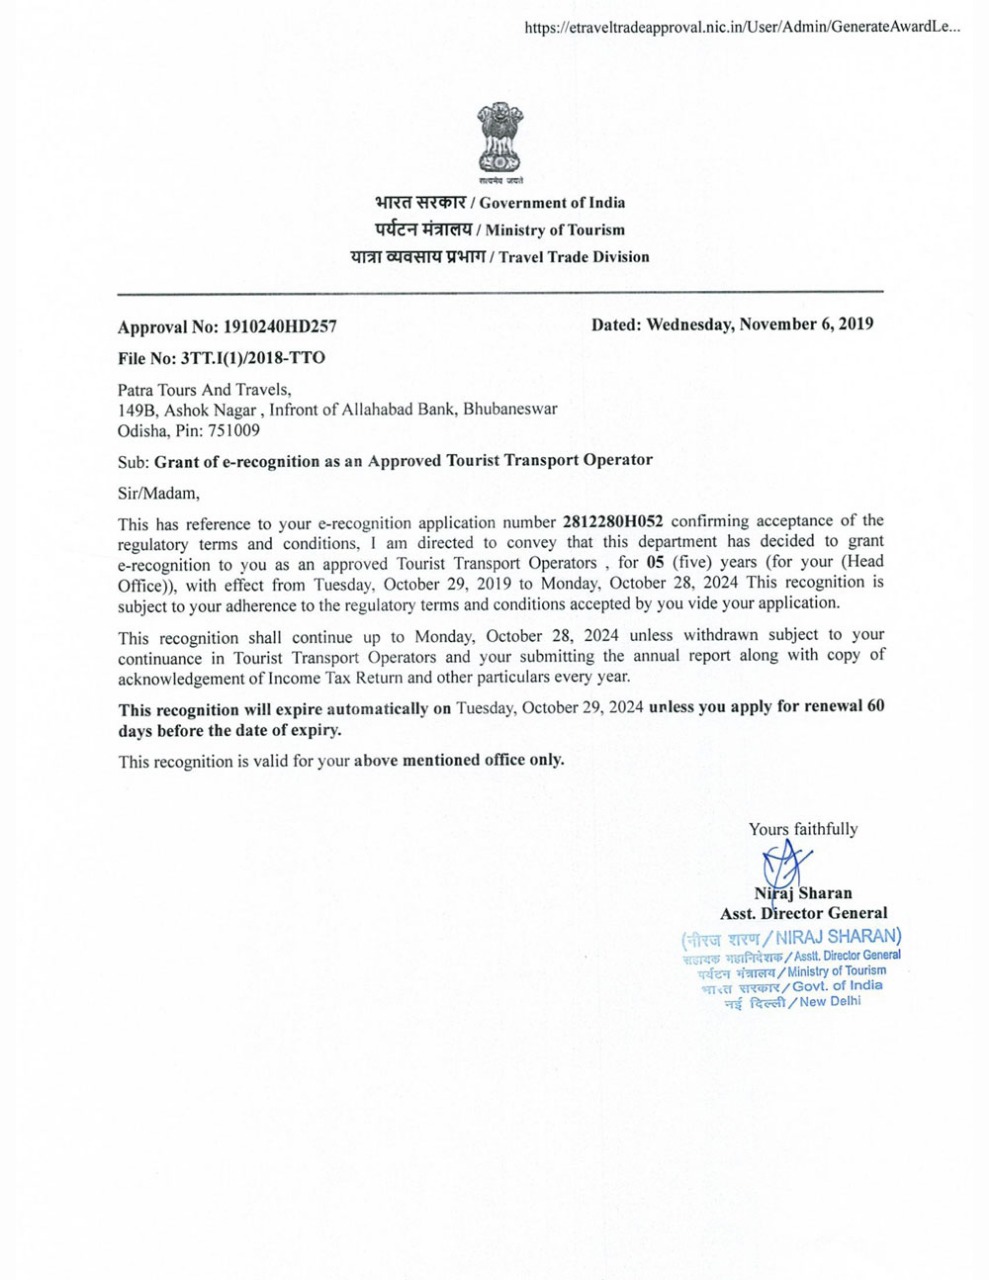 https://etraveltradeapproval.nic.in/User/Admin/GenerateAwardLe...
सत्यमेव जयते
भारत सरकार / Government of India
पर्यटन मंत्रालय / Ministry of Tourism
यात्रा व्यवसाय प्रभाग / Travel Trade Division
Approval No: 1910240HD257
Dated: Wednesday, November 6, 2019
File No: 3TT.I(1)/2018-TTO
Patra Tours And Travels,
149B, Ashok Nagar , Infront of Allahabad Bank, Bhubaneswar
Odisha, Pin: 751009
Sub: Grant of e-recognition as an Approved Tourist Transport Operator
Sir/Madam,
This has reference to your e-recognition application number 2812280H052 confirming acceptance of the
regulatory terms and conditions, I am directed to convey that this department has decided to grant
e-recognition to you as an approved Tourist Transport Operators , for 05 (five) years (for your (Head
Office)), with effect from Tuesday, October 29, 2019 to Monday, October 28, 2024 This recognition is
subject to your adherence to the regulatory terms and conditions accepted by you vide your application.
This recognition shall continue up to Monday, October 28, 2024 unless withdrawn subject to your
continuance in Tourist Transport Operators and your submitting the annual report along with copy of
acknowledgement of Income Tax Return and other particulars every year.
This recognition will expire automatically on Tuesday, October 29, 2024 unless you apply for renewal 60
days before the date of expiry.
This recognition is valid for your above mentioned office only.
Yours faithfully
Niraj Sharan
Asst. Director General
(नीरज शरण / NIRAJ SHARAN)
सहायक महानिदेशक / Asstt. Director General
पर्यटन मंत्रालय / Ministry of Tourism
भारत सरकार / Govt. of India
नई दिल्ली / New Delhi